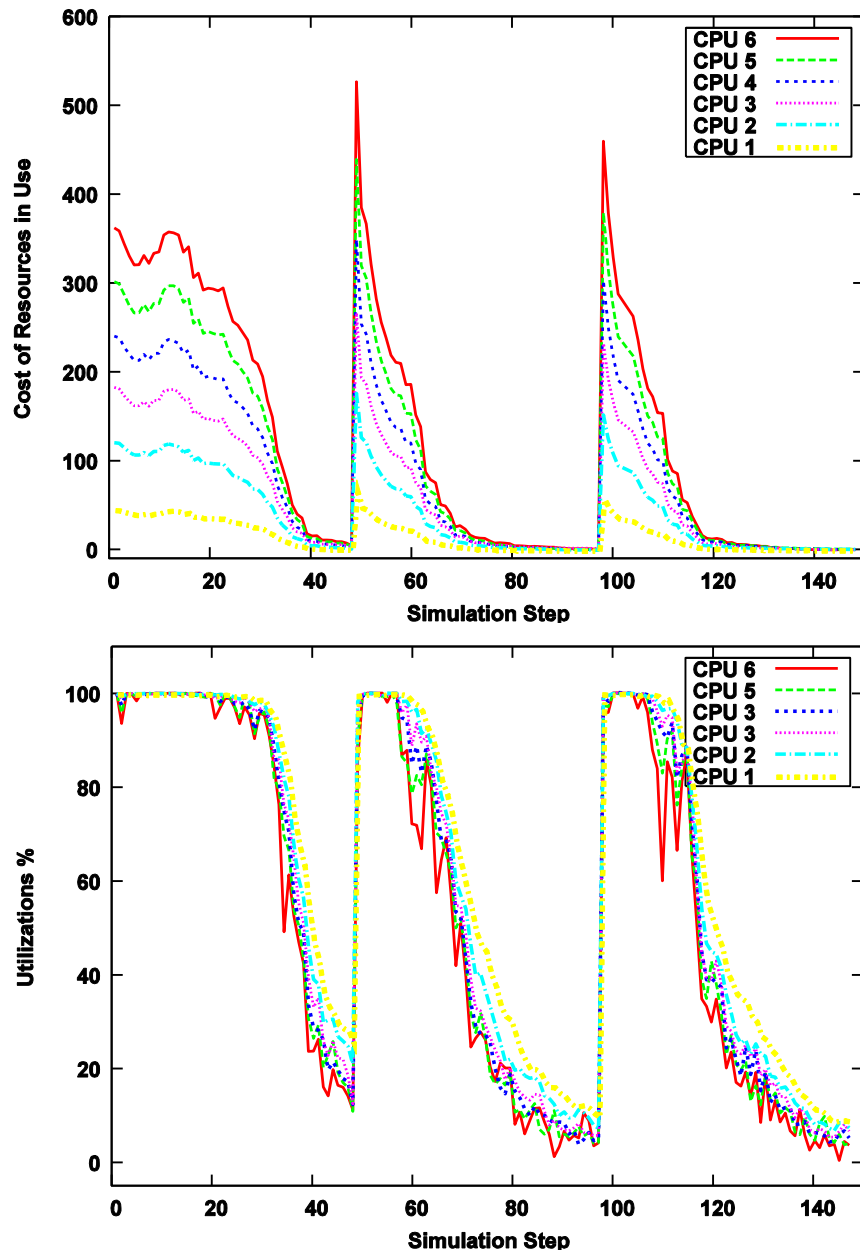 600
500
400
300
200
100
0
Cost of Resources in Use
CPU 6
CPU 5
CPU 4
CPU 3
CPU 2
CPU 1
0 20 40 60 80 100 120 140
Simulation Step
100
80
60
40
20
0
Utilizations %
CPU 6
CPU 5
CPU 3
CPU 3
CPU 2
CPU 1
0 20 40 60 80 100 120 140
Simulation Step